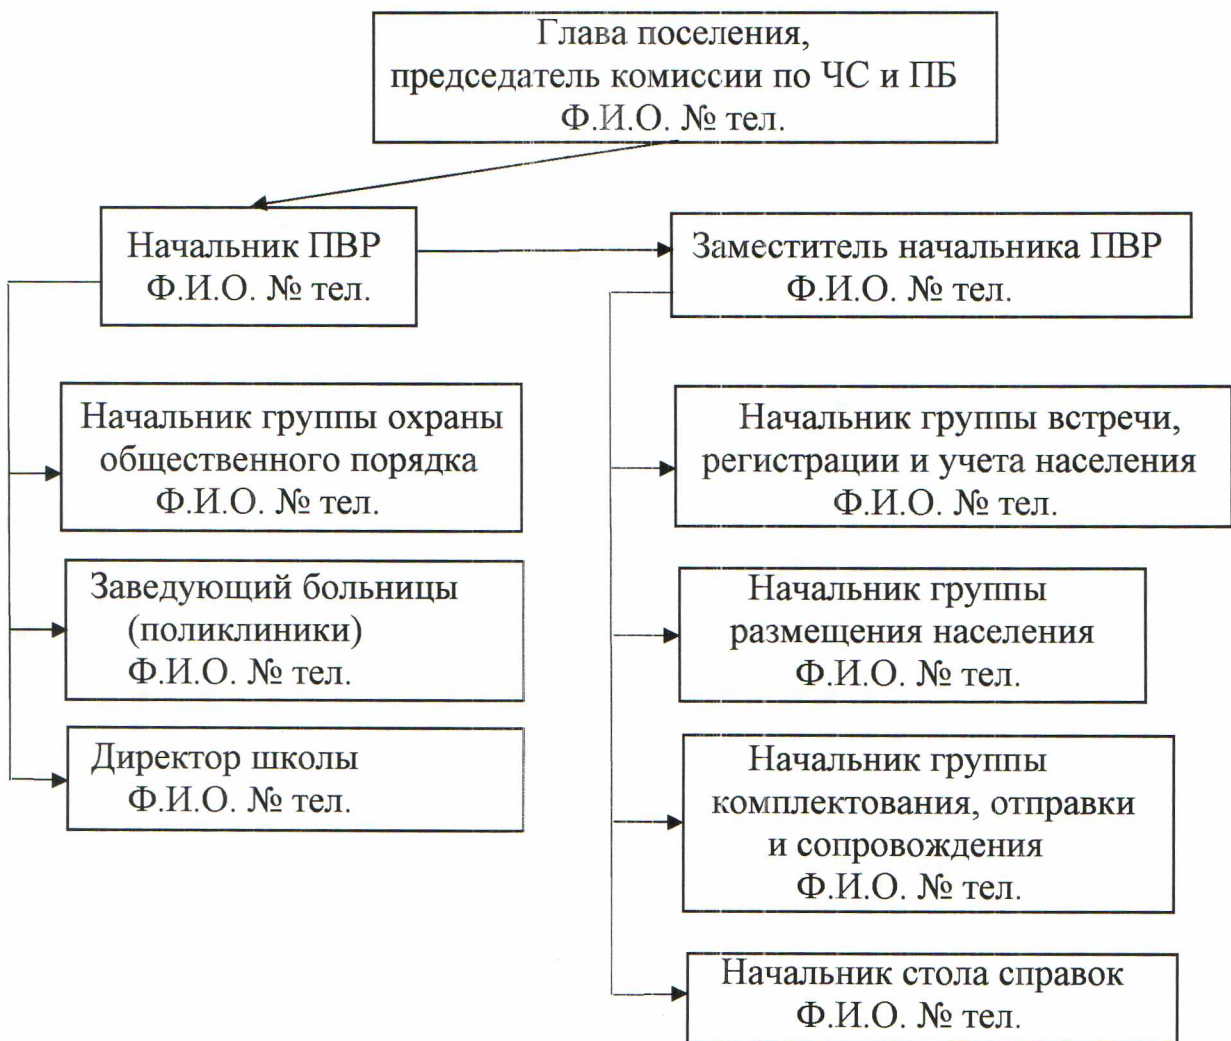 Глава поселения,
председатель комиссии по ЧС и ПБ
Ф.И.О. № тел.
Начальник ПВР
Ф.И.О. № тел.
Заместитель начальника ПВР
Ф.И.О. № тел.
Начальник группы охраны
общественного порядка
Ф.И.О. № тел.
Заведующий больницы
(поликлиники)
Ф.И.О. № тел.
Директор школы
Ф.И.О. № тел.
Начальник группы встречи,
регистрации и учета населения
Ф.И.О. № тел.
Начальник группы
размещения населения
Ф.И.О. № тел.
Начальник группы
комплектования, отправки
и сопровождения
Ф.И.О. № тел.
Начальник стола справок
Ф.И.О. № тел.